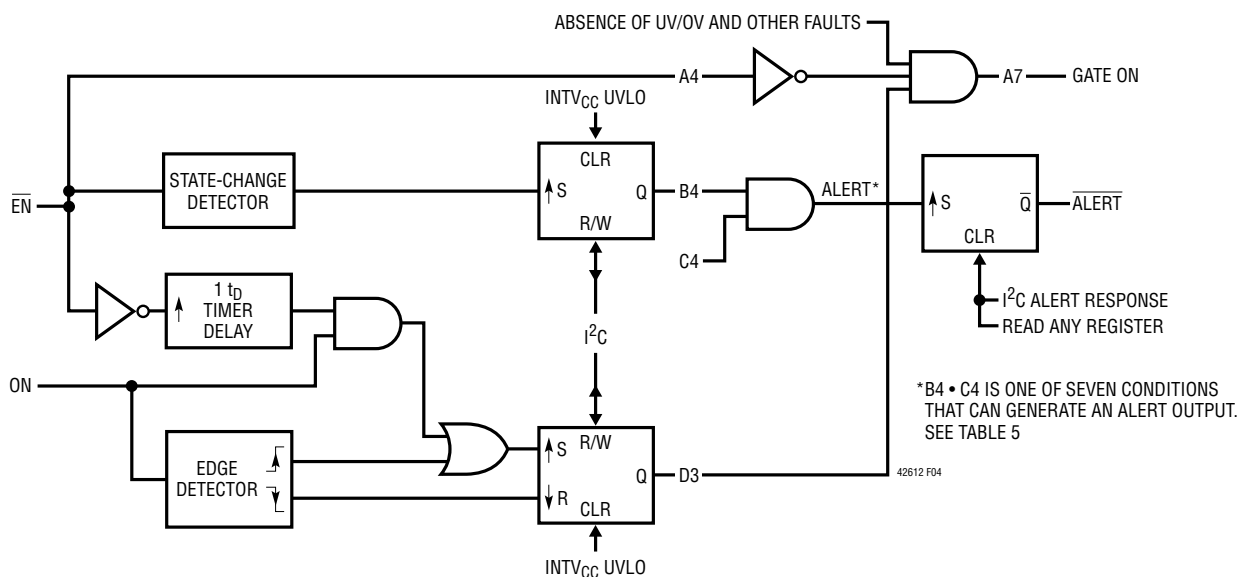 ABSENCE OF UV/OV AND OTHER FAULTS
A4
A7
GATE ON
INTVCC UVLO
CLR
S
Q
R/W
B4
ALERT*
S
Q̅
CLR
A̅L̅E̅R̅T̅
STATE-CHANGE
DETECTOR
E̅N̅
C4
1 tD
TIMER
DELAY
I²C
I²C ALERT RESPONSE
READ ANY REGISTER
ON
*B4 • C4 IS ONE OF SEVEN CONDITIONS
THAT CAN GENERATE AN ALERT OUTPUT.
SEE TABLE 5
EDGE
DETECTOR
R/W
S
Q
R
CLR
D3
42612 F04
INTVCC UVLO